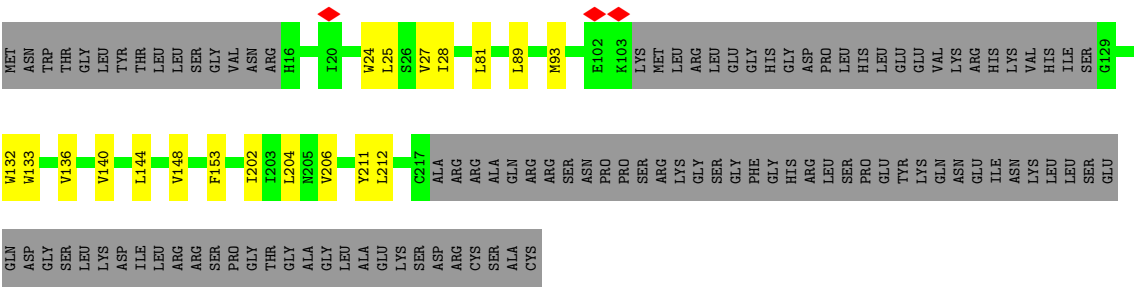 MET ASN TRP THR GLY LEU TYR THR LEU LEU SER GLY VAL ASN ARG H16 I20 W24 L25 S26 V27 I28 L81 L89 M93 E102 K103 LYS MET LEU ARG LEU GLU GLY HIS GLY ASP PRO LEU HIS LEU GLU GLU VAL LYS ARG HIS LYS VAL HIS ILE SER G129
W132 W133 V136 V140 L144 V148 F153 I202 I203 L204 N205 V206 Y211 L212 C217 ALA ARG ARG ALA GLN ARG ARG SER ASN PRO PRO SER ARG LYS GLY SER GLY PHE GLY HIS ARG LEU SER PRO GLU TYR LYS GLN ASN GLU ILE ASN LYS LEU LEU SER GLU
GLN ASP GLY SER LEU LYS ASP ILE LEU ARG ARG SER PRO GLY THR GLY ALA GLY LEU ALA GLU LYS SER ASP ARG CYS SER ALA CYS